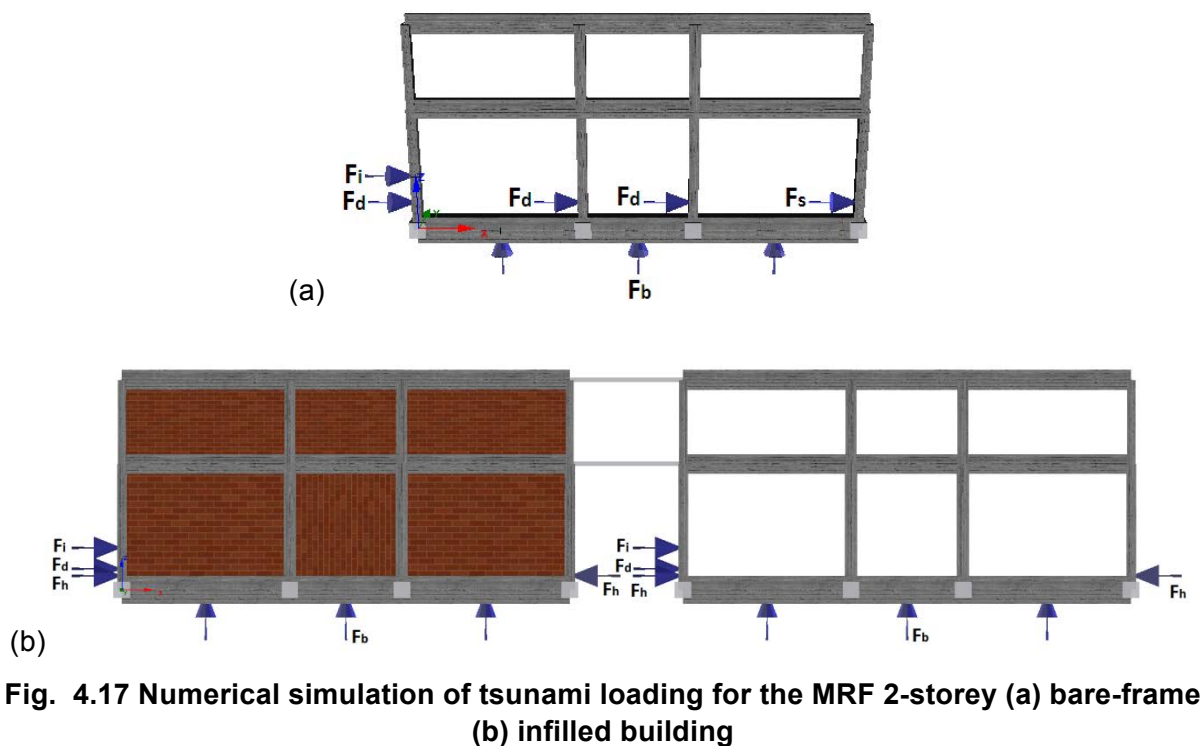 Fi
Fd
Fd
Fd
Fs
Z
Y
X
Fb
(a)
Fi
Fd
Fh
Fh
Fb
Fi
Fd
Fh
Fh
Fb
(b)
Fig. 4.17 Numerical simulation of tsunami loading for the MRF 2-storey (a) bare-frame
(b) infilled building